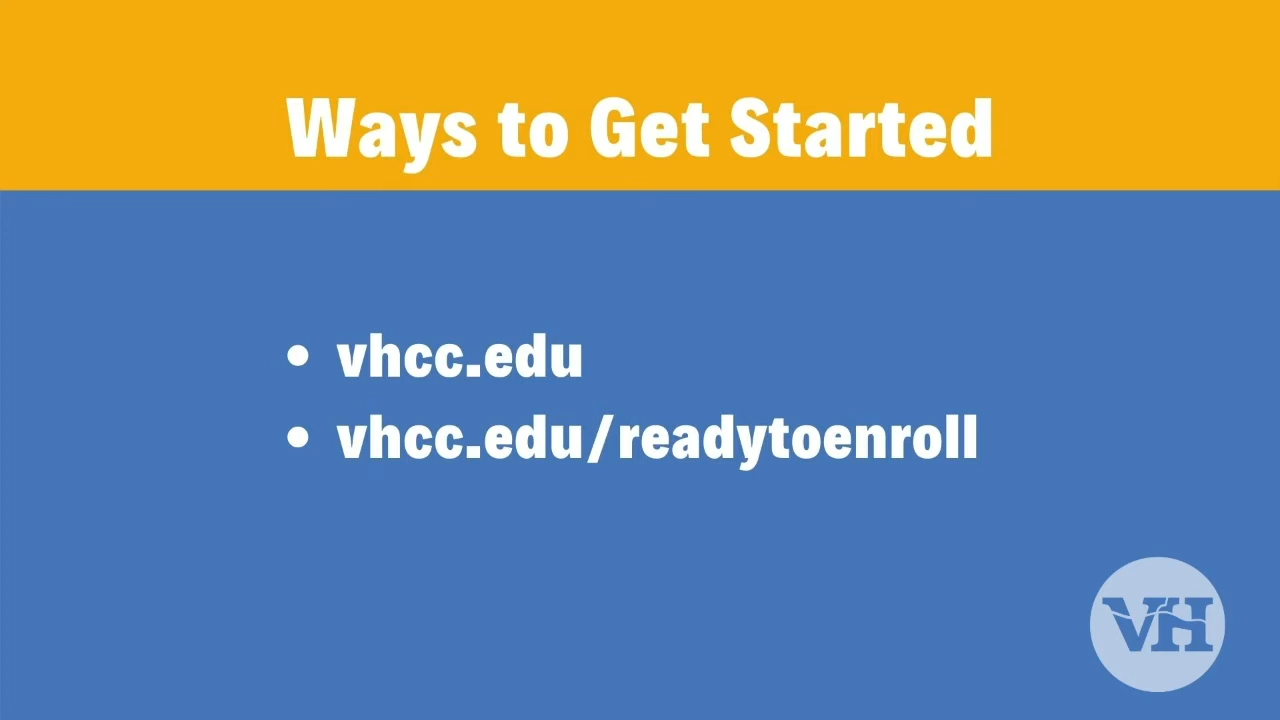 Ways to Get Started
• vhcc.edu
• vhcc.edu/readytoenroll
VH